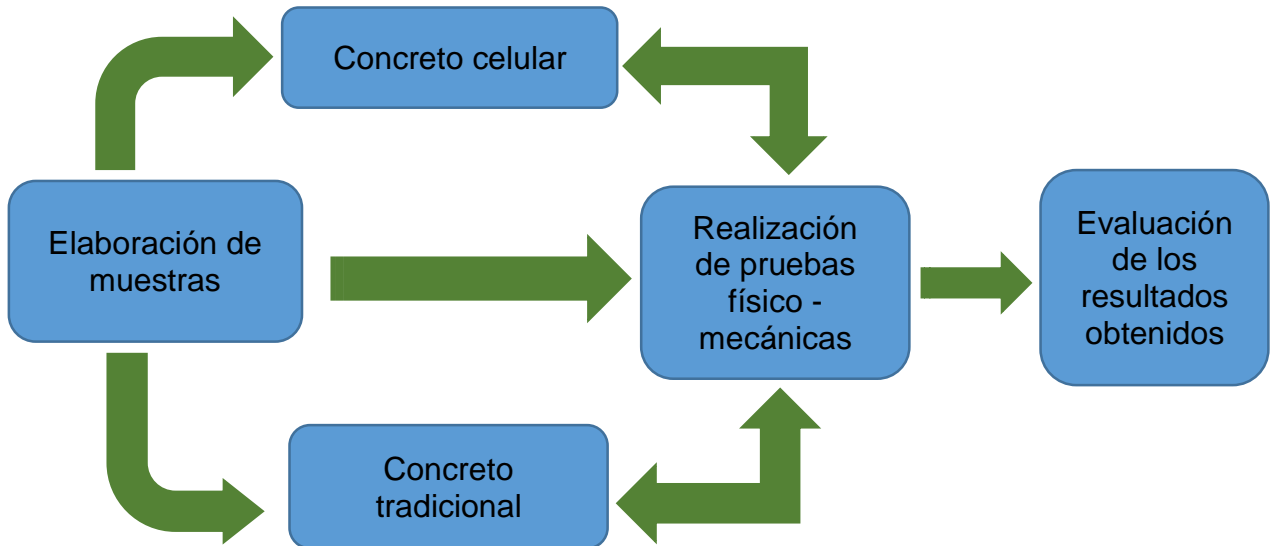 Concreto celular
Elaboración de
muestras
Realización
de pruebas
físico -
mecánicas
Evaluación
de los
resultados
obtenidos
Concreto
tradicional